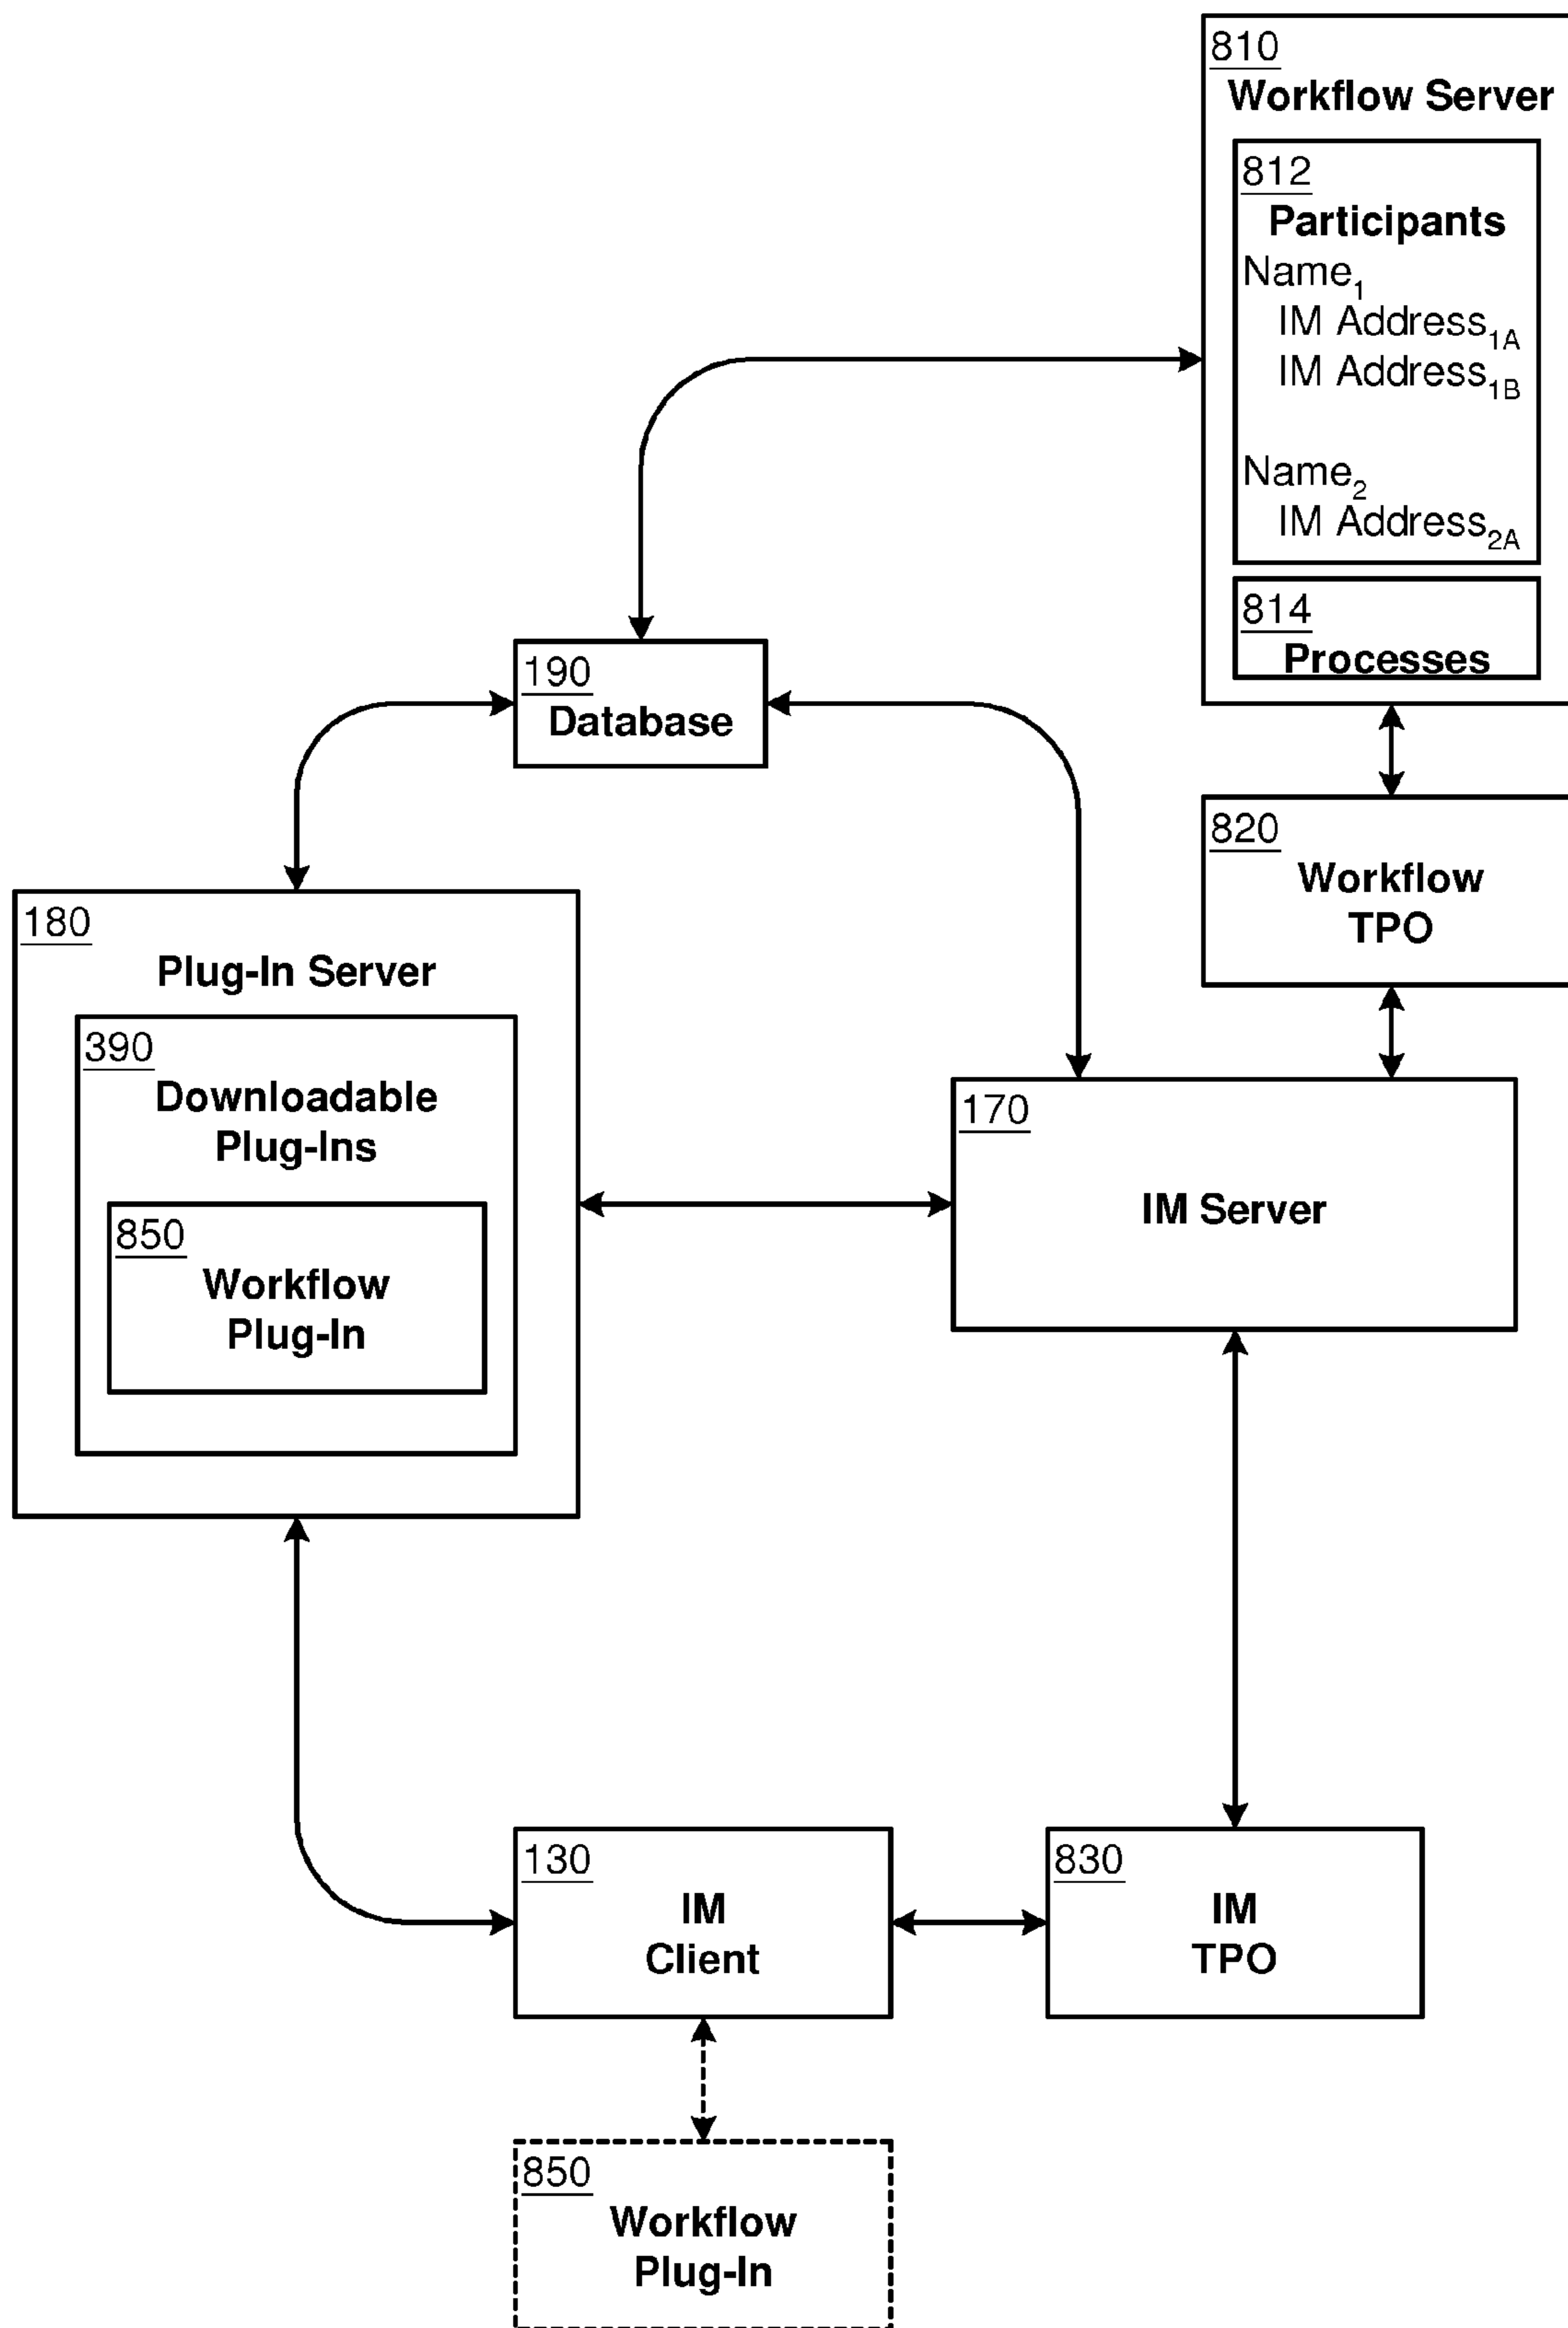 810
Workflow Server
812
Participants
Name1
IM Address1A
IM Address1B
Name2
IM Address2A
814
Processes
190
Database
820
Workflow
TPO
180
Plug-In Server
390
Downloadable
Plug-Ins
850
Workflow
Plug-In
170
IM Server
130
IM
Client
830
IM
TPO
850
Workflow
Plug-In